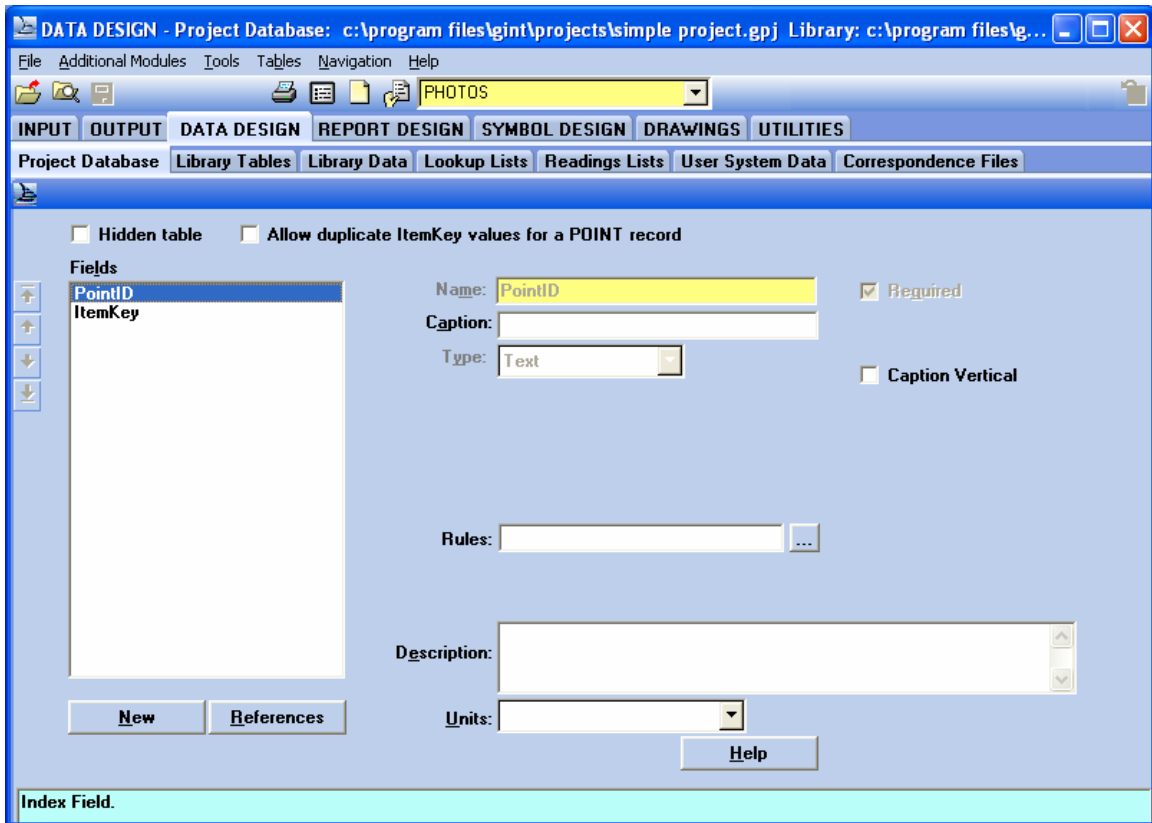 DATA DESIGN - Project Database: c:\program files\gint\projects\simple project.gpj Library: c:\program files\g...
File Additional Modules Tools Tables Navigation Help
PHOTOS
INPUT OUTPUT DATA DESIGN REPORT DESIGN SYMBOL DESIGN DRAWINGS UTILITIES
Project Database Library Tables Library Data Lookup Lists Readings Lists User System Data Correspondence Files
Hidden table Allow duplicate ItemKey values for a POINT record
Fields
PointID
ItemKey
Name: PointID Required
Caption:
Type: Text
Caption Vertical
Rules: ...
Description:
New References Units:
Help
Index Field.